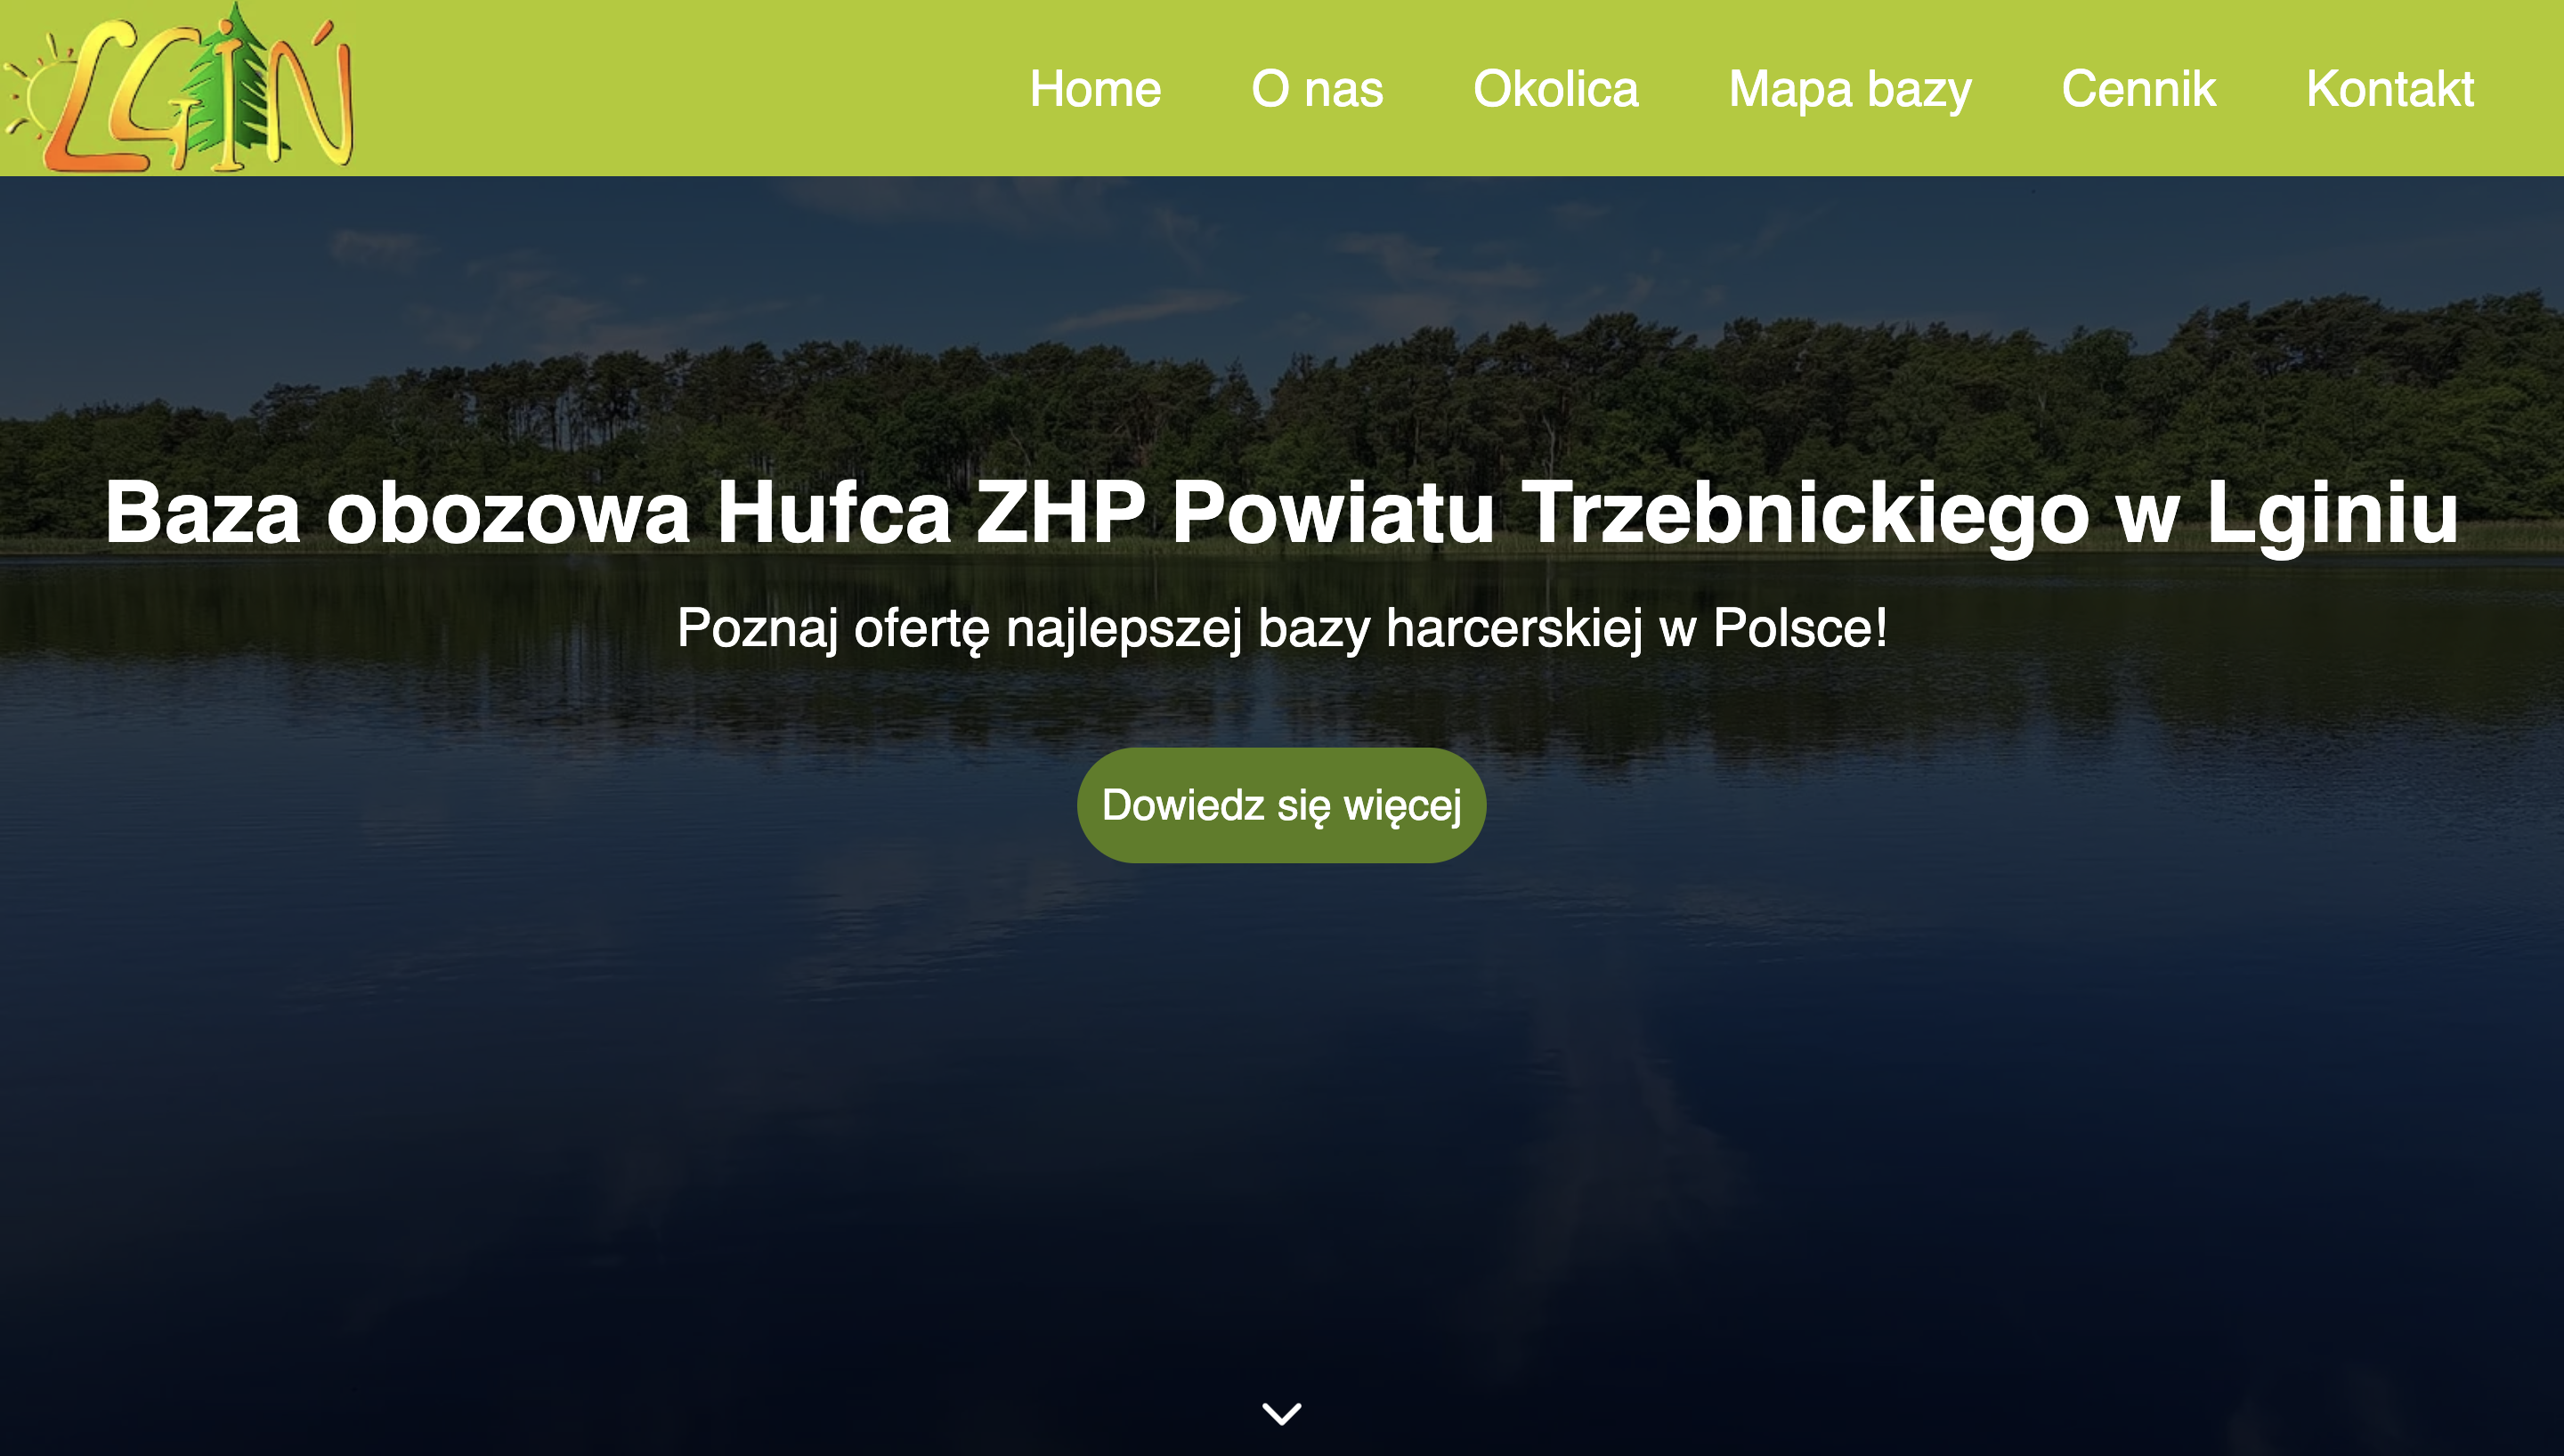 LGIŃ
Home O nas Okolica Mapa bazy Cennik Kontakt
Baza obozowa Hufca ZHP Powiatu Trzebnickiego w Lginiu
Poznaj ofertę najlepszej bazy harcerskiej w Polsce!
Dowiedz się więcej